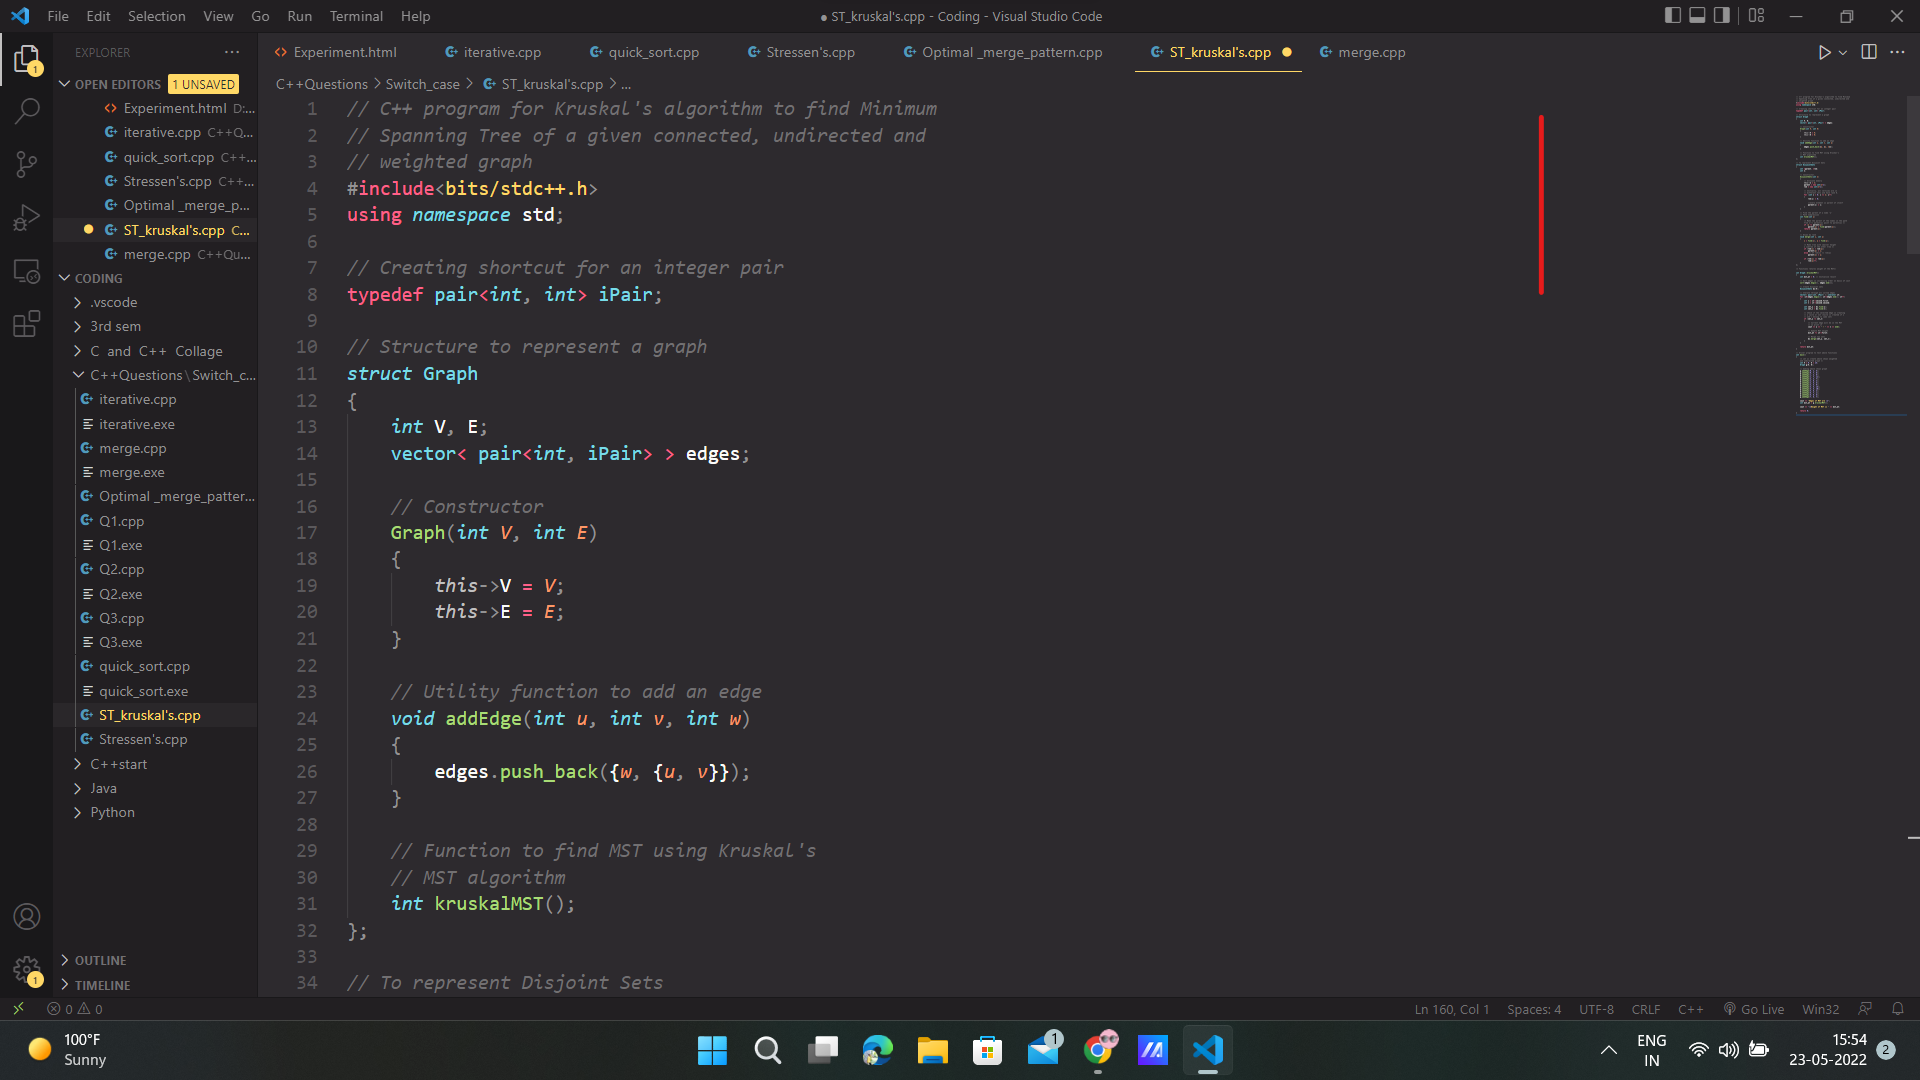 File Edit Selection View Go Run Terminal Help
● ST_kruskal's.cpp - Coding - Visual Studio Code
EXPLORER
Experiment.html
iterative.cpp
quick_sort.cpp
Stressen's.cpp
Optimal _merge_pattern.cpp
ST_kruskal's.cpp
merge.cpp
OPEN EDITORS 1 UNSAVED
Experiment.html D:...
iterative.cpp C++Q...
quick_sort.cpp C++...
Stressen's.cpp C++...
Optimal _merge_p...
ST_kruskal's.cpp C...
merge.cpp C++Qu...
CODING
.vscode
3rd sem
C and C++ Collage
C++Questions\Switch_c...
iterative.cpp
iterative.exe
merge.cpp
merge.exe
Optimal _merge_patter...
Q1.cpp
Q1.exe
Q2.cpp
Q2.exe
Q3.cpp
Q3.exe
quick_sort.cpp
quick_sort.exe
ST_kruskal's.cpp
Stressen's.cpp
C++start
Java
Python
OUTLINE
TIMELINE
1
1
C++Questions > Switch_case > ST_kruskal's.cpp > ...
1 // C++ program for Kruskal's algorithm to find Minimum
2 // Spanning Tree of a given connected, undirected and
3 // weighted graph
4 #include<bits/stdc++.h>
5 using namespace std;
6
7 // Creating shortcut for an integer pair
8 typedef pair<int, int> iPair;
9
10 // Structure to represent a graph
11 struct Graph
12 {
13 int V, E;
14 vector< pair<int, iPair> > edges;
15
16 // Constructor
17 Graph(int V, int E)
18 {
19 this->V = V;
20 this->E = E;
21 }
22
23 // Utility function to add an edge
24 void addEdge(int u, int v, int w)
25 {
26 edges.push_back({w, {u, v}});
27 }
28
29 // Function to find MST using Kruskal's
30 // MST algorithm
31 int kruskalMST();
32 };
33
34 // To represent Disjoint Sets
0 0
Ln 160, Col 1 Spaces: 4 UTF-8 CRLF C++ Go Live Win32
100°F
Sunny
1
ENG
IN
15:54
23-05-2022
2